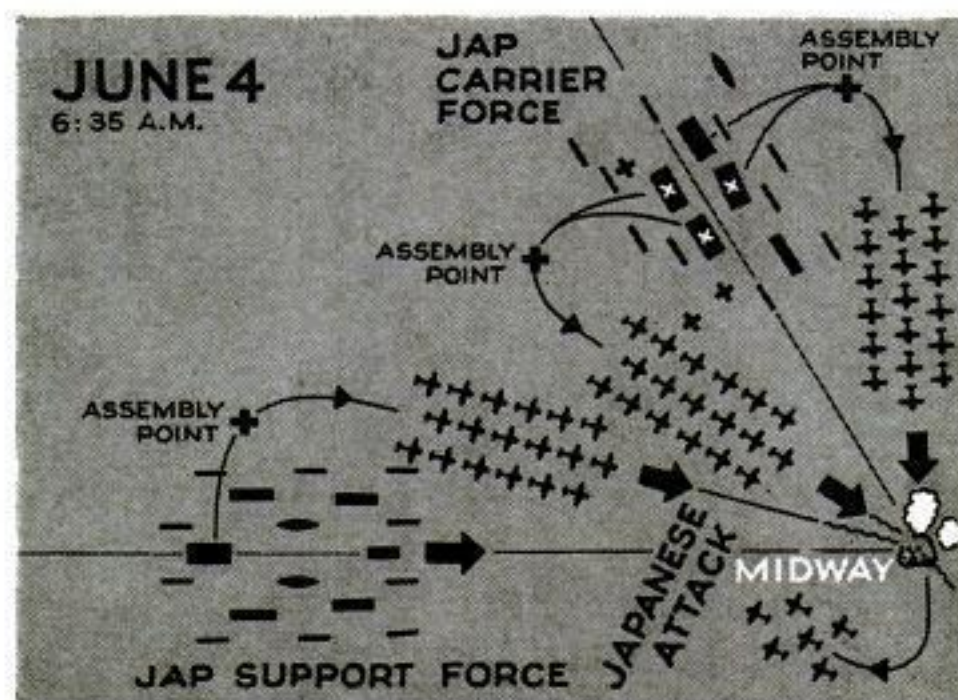 JUNE 4
6:35 A.M.
JAP
CARRIER
FORCE
ASSEMBLY
POINT
ASSEMBLY
POINT
ASSEMBLY
POINT
JAPANESE
ATTACK
MIDWAY
JAP SUPPORT FORCE